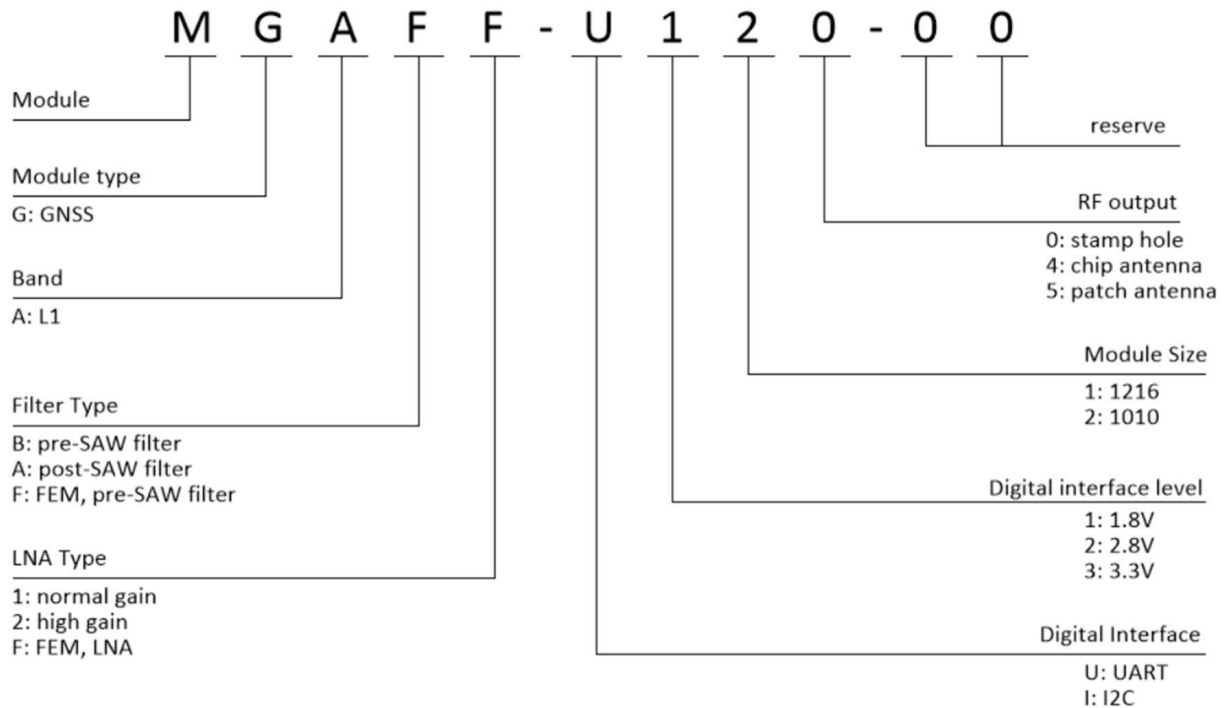 M G A F F - U 1 2 0 - 0 0
Module
Module type
G: GNSS
Band
A: L1
Filter Type
B: pre-SAW filter
A: post-SAW filter
F: FEM, pre-SAW filter
LNA Type
1: normal gain
2: high gain
F: FEM, LNA
reserve
RF output
0: stamp hole
4: chip antenna
5: patch antenna
Module Size
1: 1216
2: 1010
Digital interface level
1: 1.8V
2: 2.8V
3: 3.3V
Digital Interface
U: UART
I: I2C